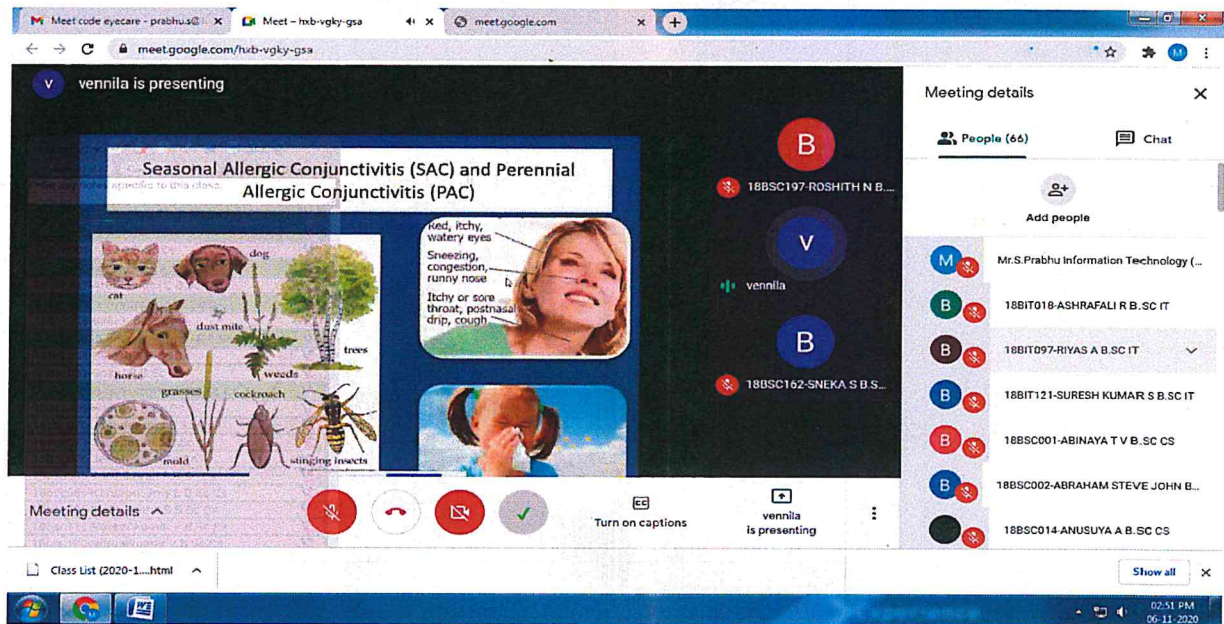 Meet code eyecare - prabhu.s@
Meet – hxb-vgky-gsa
meet.google.com
meet.google.com/hxb-vgky-gsa
M
V
vennila is presenting
Seasonal Allergic Conjunctivitis (SAC) and Perennial
Allergic Conjunctivitis (PAC)
cat
dog
dust mite
horse
weeds
trees
grasses
cockroach
mold
stinging insects
Red, itchy,
watery eyes
Sneezing,
congestion,
runny nose
Itchy or sore
throat, postnasal
drip, cough
B
18BSC197-ROSHITH N B....
V
vennila
B
18BSC162-SNEKA S B.S...
Meeting details
People (66)
Chat
Add people
M
Mr.S.Prabhu Information Technology (...
B
18BIT018-ASHRAFALI R B.SC IT
B
18BIT097-RIYAS A B.SC IT
B
18BIT121-SURESH KUMAR S B.SC IT
B
18BSC001-ABINAYA T V B.SC CS
B
18BSC002-ABRAHAM STEVE JOHN B...
18BSC014-ANUSUYA A B.SC CS
Meeting details
CC
Turn on captions
vennila
is presenting
Class List (2020-1....html
Show all
02:51 PM
06-11-2020